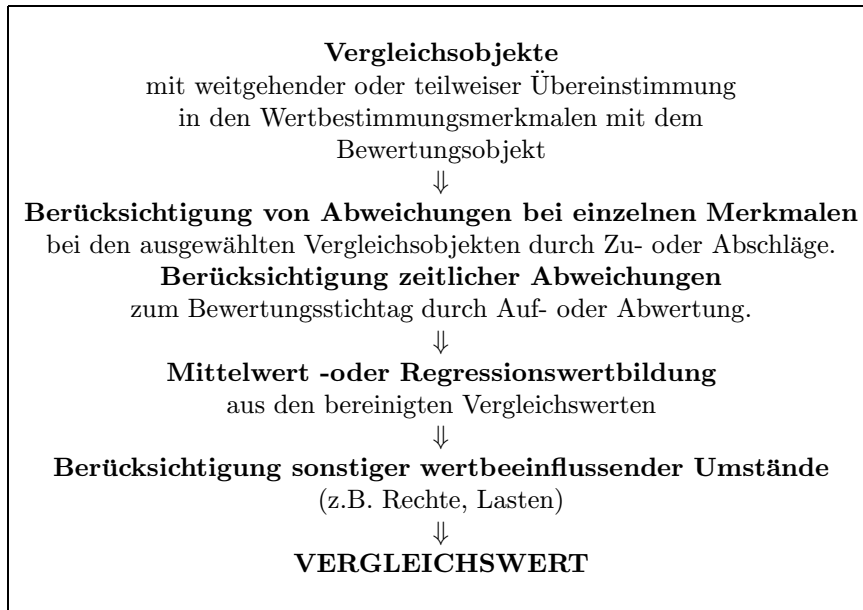 Vergleichsobjekte
mit weitgehender oder teilweiser Übereinstimmung
in den Wertbestimmungsmerkmalen mit dem
Bewertungsobjekt
⇓
Berücksichtigung von Abweichungen bei einzelnen Merkmalen
bei den ausgewählten Vergleichsobjekten durch Zu- oder Abschläge.
Berücksichtigung zeitlicher Abweichungen
zum Bewertungsstichtag durch Auf- oder Abwertung.
⇓
Mittelwert -oder Regressionswertbildung
aus den bereinigten Vergleichswerten
⇓
Berücksichtigung sonstiger wertbeeinflussender Umstände
(z.B. Rechte, Lasten)
⇓
VERGLEICHSWERT